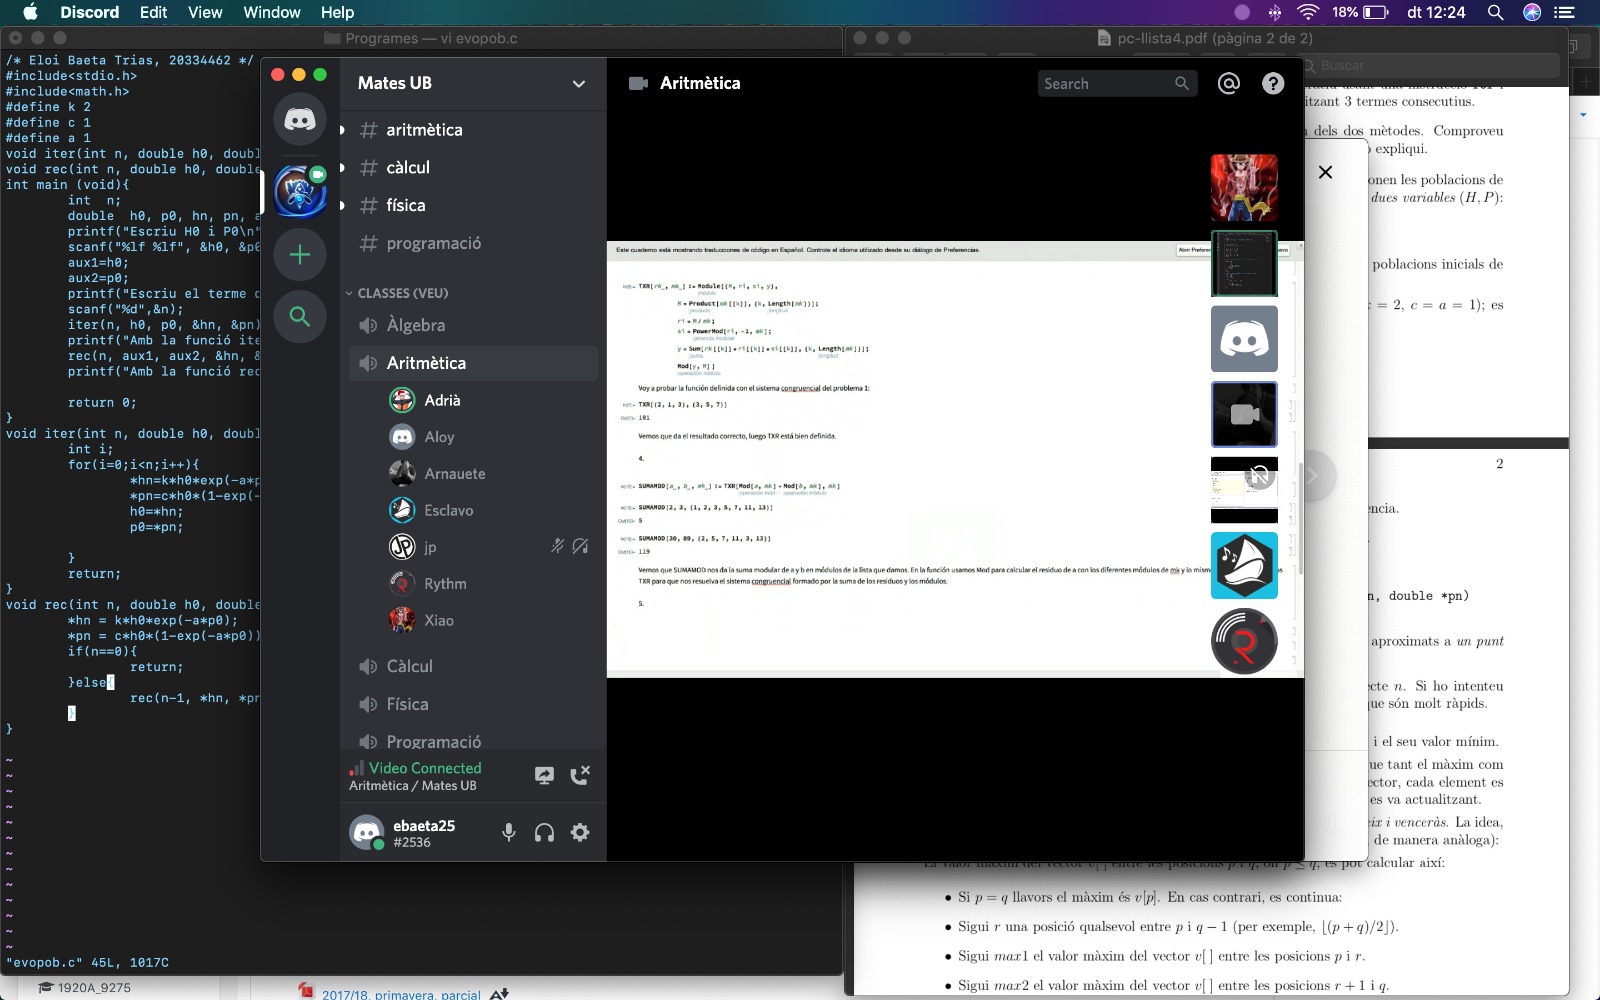 Discord Edit View Window Help
18% dt 12:24
Programes — vi evopob.c
/* Eloi Baeta Trias, 20334462 */
#include<stdio.h>
#include<math.h>
#define k 2
#define c 1
#define a 1
void iter(int n, double h0, doubl
void rec(int n, double h0, double
int main (void){
int n;
double h0, p0, hn, pn, a
printf("Escriu H0 i P0\n"
scanf("%lf %lf", &h0, &p0
aux1=h0;
aux2=p0;
printf("Escriu el terme
scanf("%d",&n);
iter(n, h0, p0, &hn, &pn)
printf("Amb la funció ite
rec(n, aux1, aux2, &hn, &
printf("Amb la funció rec
return 0;
}
void iter(int n, double h0, doubl
int i;
for(i=0;i<n;i++){
*hn=k*h0*exp(-a*p
*pn=c*h0*(1-exp(-
h0=*hn;
p0=*pn;
}
return;
}
void rec(int n, double h0, double
*hn = k*h0*exp(-a*p0);
*pn = c*h0*(1-exp(-a*p0))
if(n==0){
return;
}else{
rec(n-1, *hn, *pn
}
}
~
~
~
~
~
~
~
~
~
~
~
~
~
"evopob.c" 45L, 1017C
1920A_9275
2017/18, primavera, parcial
Mates UB
# aritmètica
# càlcul
# física
# programació
CLASSES (VEU)
Àlgebra
Aritmètica
Adrià
Aloy
Arnauete
Esclavo
jp
Rythm
Xiao
Càlcul
Física
Programació
Video Connected
Aritmètica / Mates UB
ebaeta25
#2536
Aritmètica
Search
Este cuaderno está mostrando traducciones de código en Español. Controle el idioma utilizado desde su diálogo de Preferencias.
Abrir Prefere
TXR[rk_, mk_] := Module[{M, ri, si, y},
M = Product[mk[[k]], {k, Length[mk]}];
ri = M / mk;
si = PowerMod[ri, -1, mk];
y = Sum[rk[[k]] * ri[[k]] * si[[k]], {k, Length[mk]}];
Mod[y, M] ]
Voy a probar la función definida con el sistema congruencial del problema 1:
TXR[{2, 1, 3}, {3, 5, 7}]
101
Vemos que da el resultado correcto, luego TXR está bien definida.
4.
SUMAMOD[a_, b_, mk_] := TXR[Mod[a, mk] + Mod[b, mk], mk]
SUMAMOD[2, 3, {1, 2, 3, 5, 7, 11, 13}]
5
SUMAMOD[30, 89, {2, 5, 7, 11, 3, 13}]
119
Vemos que SUMAMOD nos da la suma modular de a y b en módulos de la lista que damos. En la función usamos Mod para calcular el residuo de a con los diferentes módulos de mk y lo mism
TXR para que nos resuelva el sistema congruencial formado por la suma de los residuos y los módulos.
5.
pc-llista4.pdf (pàgina 2 de 2)
Buscar
itzant 3 termes consecutius.
dels dos mètodes. Comproveu
expliqui.
onen les poblacions de
dues variables (H, P):
poblacions inicials de
= 2, c = a = 1); es
2
encia.
n, double *pn)
aproximats a un punt
ecte n. Si ho intenteu
que són molt ràpids.
i el seu valor mínim.
ue tant el màxim com
ector, cada element es
es va actualitzant.
eix i venceràs. La idea,
de manera anàloga):
El valor màxim del vector v[ ] entre les posicions p i q, on p ≤ q, es pot calcular així:
• Si p = q llavors el màxim és v[p]. En cas contrari, es continua:
• Sigui r una posició qualsevol entre p i q − 1 (per exemple, ⌊(p + q)/2⌋).
• Sigui max1 el valor màxim del vector v[ ] entre les posicions p i r.
• Sigui max2 el valor màxim del vector v[ ] entre les posicions r + 1 i q.